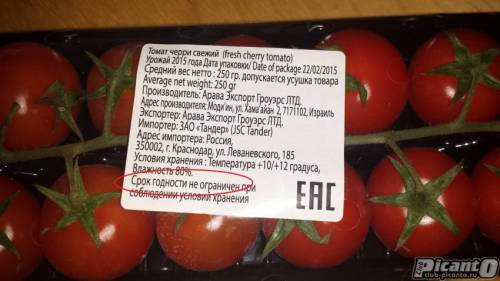 Томат черри свежий (fresh cherry tomato)
Урожай 2015 года Дата упаковки/ Date of package 22/02/2015
Средний вес нетто : 250 гр. допускается усушка товара
Average net weight: 250 gr
Производитель: Арава Экспорт Гроуэрс ЛТД.
Адрес производителя: Моди'ин, ул. Хама'айан 2, 7171102, Израиль
Экспортер: Арава Экспорт Гроуэрс ЛТД.
Импортер: ЗАО «Тандер» (JSC Tander)
Адрес импортера: Россия,
350002, г. Краснодар, ул. Леваневского, 185
Условия хранения : Температура +10/+12 градуса,
Влажность 80%.
Срок годности не ограничен при
соблюдении условий хранения
EAC
Picanto
club-picanto.ru